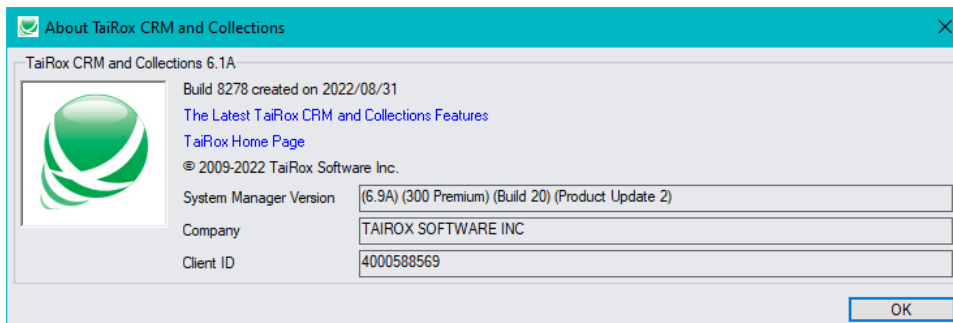 About TaiRox CRM and Collections
TaiRox CRM and Collections 6.1A
Build 8278 created on 2022/08/31
The Latest TaiRox CRM and Collections Features
TaiRox Home Page
© 2009-2022 TaiRox Software Inc.
System Manager Version (6.9A) (300 Premium) (Build 20) (Product Update 2)
Company TAIROX SOFTWARE INC
Client ID 4000588569
OK